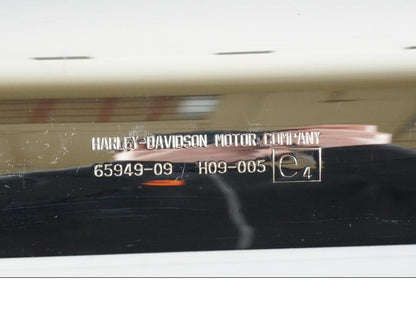 HARLEY-DAVIDSON MOTOR COMPANY
65949-09 H09-005 e4